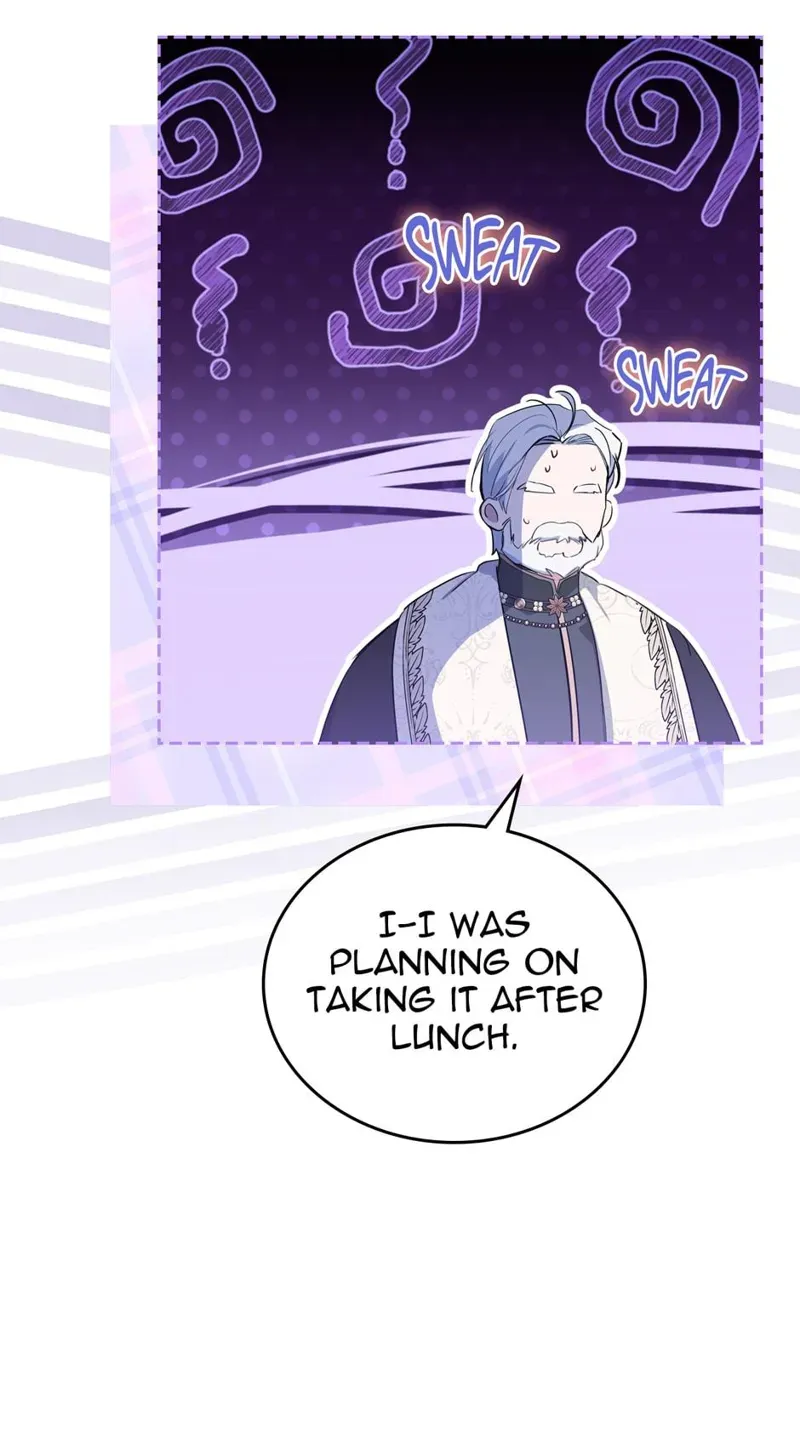 SWEAT
SWEAT
I-I WAS
PLANNING ON
TAKING IT AFTER
LUNCH.